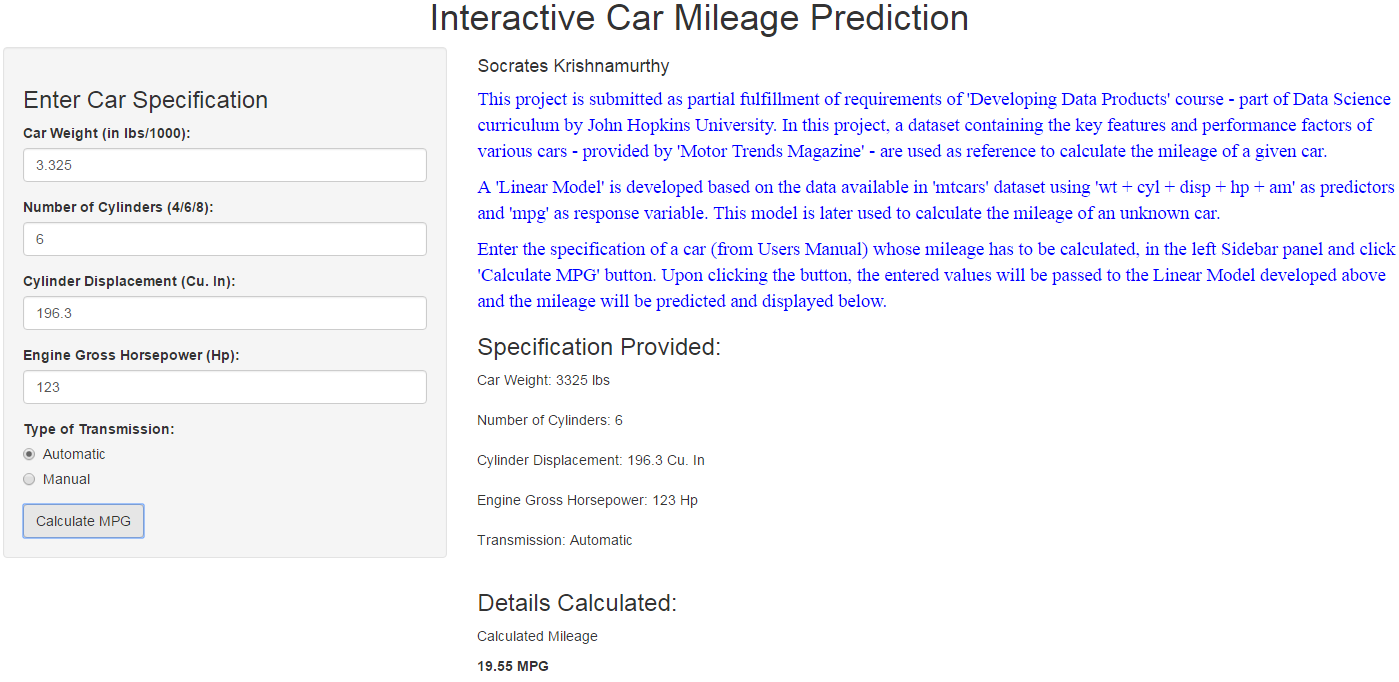 Interactive Car Mileage Prediction
Enter Car Specification
Car Weight (in lbs/1000):
3.325
Number of Cylinders (4/6/8):
6
Cylinder Displacement (Cu. In):
196.3
Engine Gross Horsepower (Hp):
123
Type of Transmission:
Automatic
Manual
Calculate MPG
Socrates Krishnamurthy
This project is submitted as partial fulfillment of requirements of 'Developing Data Products' course - part of Data Science
curriculum by John Hopkins University. In this project, a dataset containing the key features and performance factors of
various cars - provided by 'Motor Trends Magazine' - are used as reference to calculate the mileage of a given car.
A 'Linear Model' is developed based on the data available in 'mtcars' dataset using 'wt + cyl + disp + hp + am' as predictors
and 'mpg' as response variable. This model is later used to calculate the mileage of an unknown car.
Enter the specification of a car (from Users Manual) whose mileage has to be calculated, in the left Sidebar panel and click
'Calculate MPG' button. Upon clicking the button, the entered values will be passed to the Linear Model developed above
and the mileage will be predicted and displayed below.
Specification Provided:
Car Weight: 3325 lbs
Number of Cylinders: 6
Cylinder Displacement: 196.3 Cu. In
Engine Gross Horsepower: 123 Hp
Transmission: Automatic
Details Calculated:
Calculated Mileage
19.55 MPG